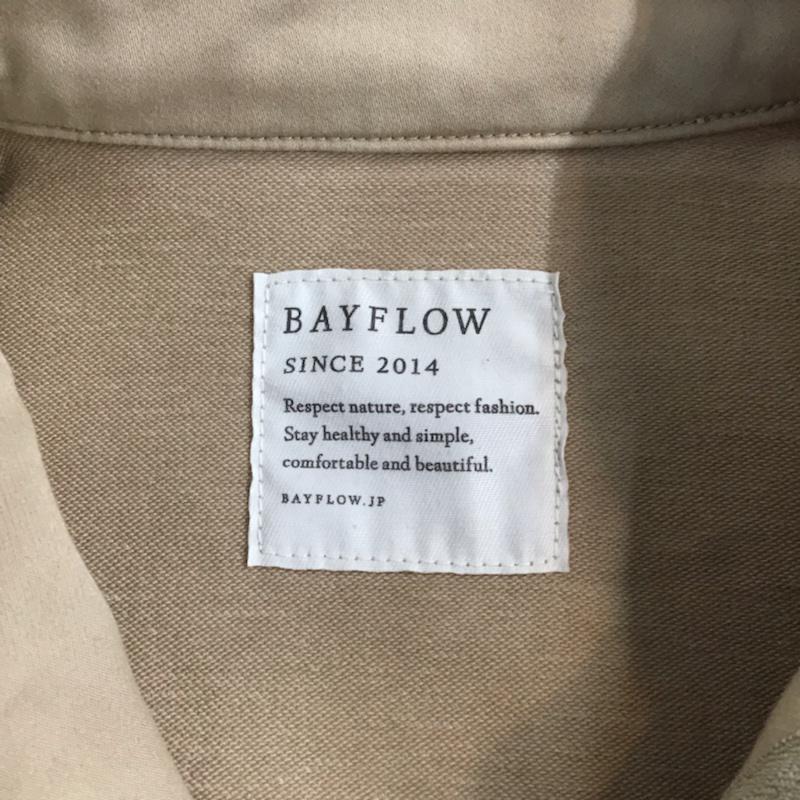 BAYFLOW
SINCE 2014
Respect nature, respect fashion.
Stay healthy and simple,
comfortable and beautiful.
BAYFLOW.JP